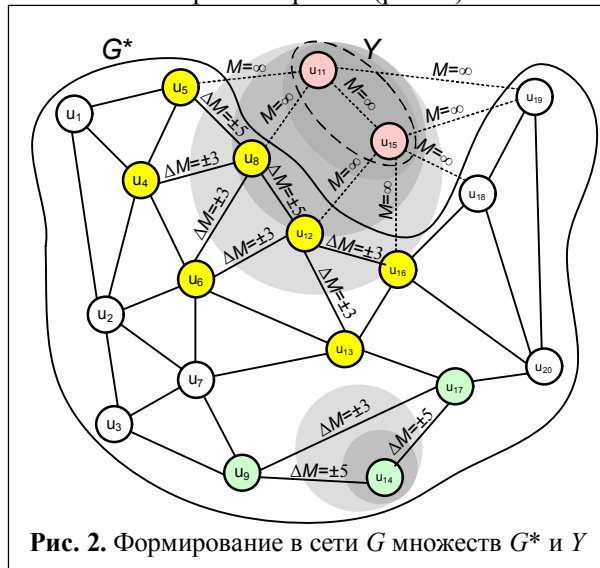 G*
Y
u₅
M=∞
u₁₁
M=∞
u₁₉
u₁
ΔM=±5
M=∞
M=∞
M=∞
u₁₅
u₈
u₄
ΔM=±3
ΔM=±5
M=∞
M=∞
M=∞
u₁₈
ΔM=±3
u₁₂
ΔM=±3
ΔM=±3
u₆
u₁₆
ΔM=±3
u₂
u₁₃
u₂₀
u₇
u₁₇
ΔM=±3
u₃
ΔM=±5
u₉
ΔM=±5
u₁₄
Рис. 2. Формирование в сети G множеств G* и Y